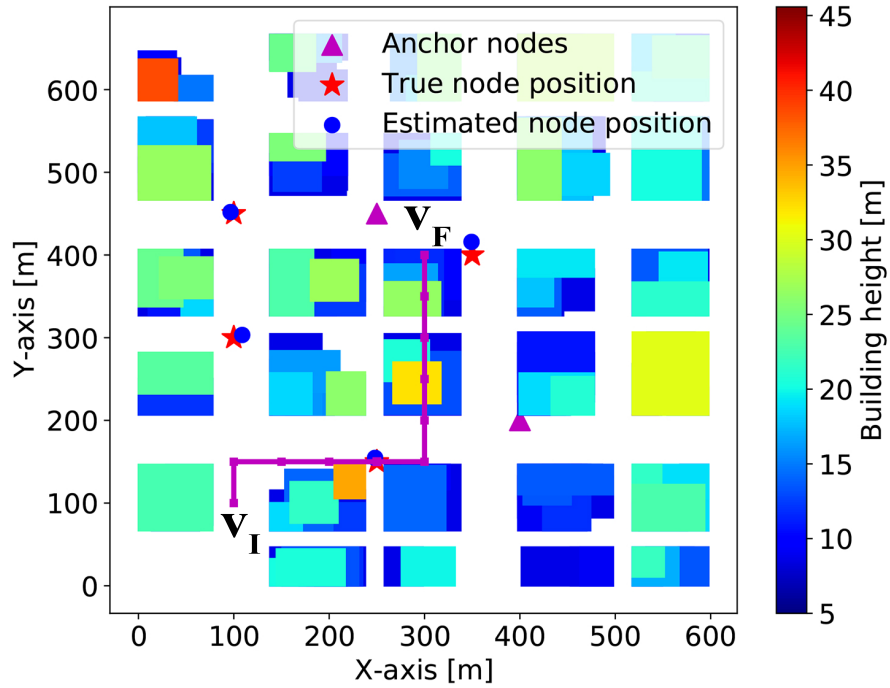 Anchor nodes
True node position
Estimated node position
V
F
V
I
Y-axis [m]
600
500
400
300
200
100
0
0 100 200 300 400 500 600
X-axis [m]
45
40
35
30
25
20
15
10
5
Building height [m]